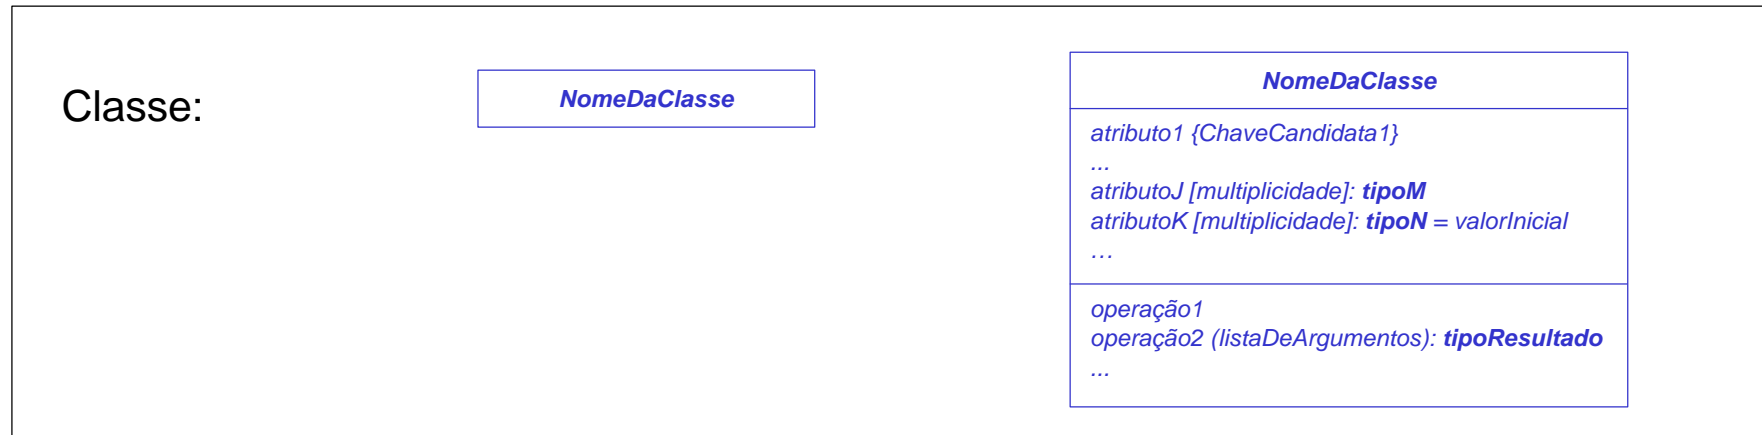 Classe:
NomeDaClasse
NomeDaClasse
atributo1 {ChaveCandidata1}
...
atributoJ [multiplicidade]: tipoM
atributoK [multiplicidade]: tipoN = valorInicial
…
operação1
operação2 (listaDeArgumentos): tipoResultado
...